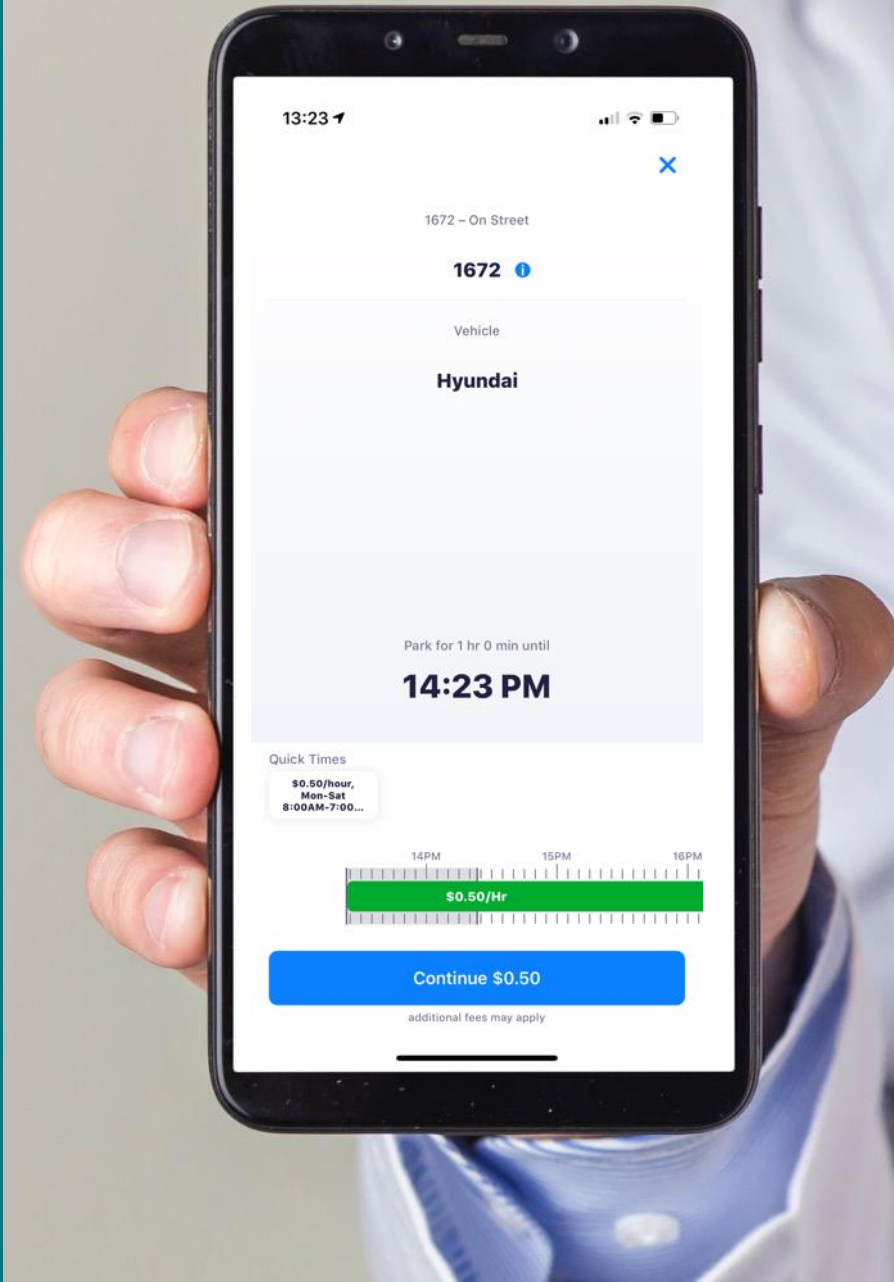 13:23
1672 – On Street
1672
Vehicle
Hyundai
Park for 1 hr 0 min until
14:23 PM
Quick Times
$0.50/hour,
Mon-Sat
8:00AM-7:00...
14PM 15PM 16PM
$0.50/Hr
Continue $0.50
additional fees may apply